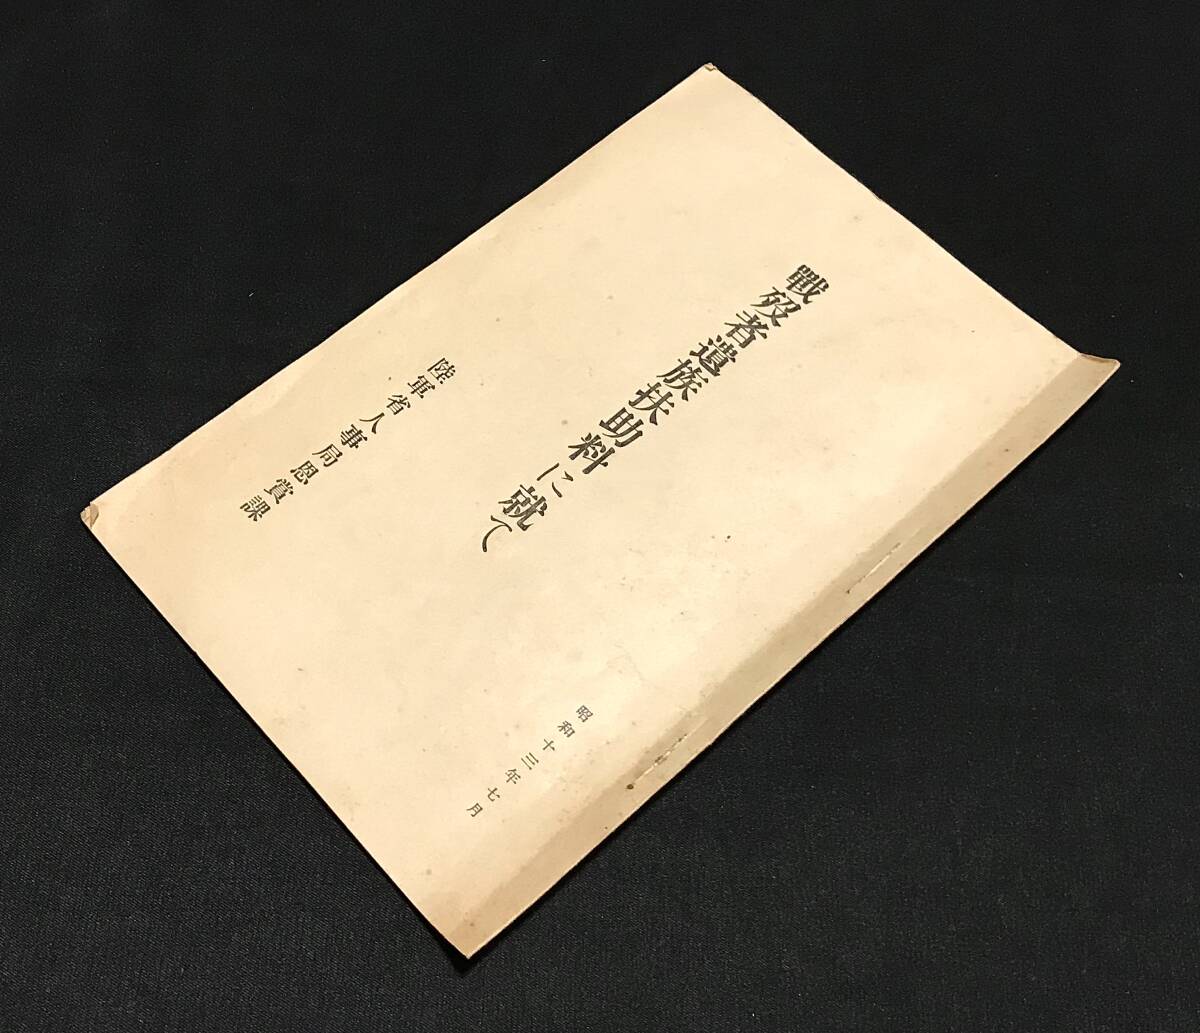 戰歿者遺族扶助料に就て
陸軍省人事局恩賞課
昭和十三年七月